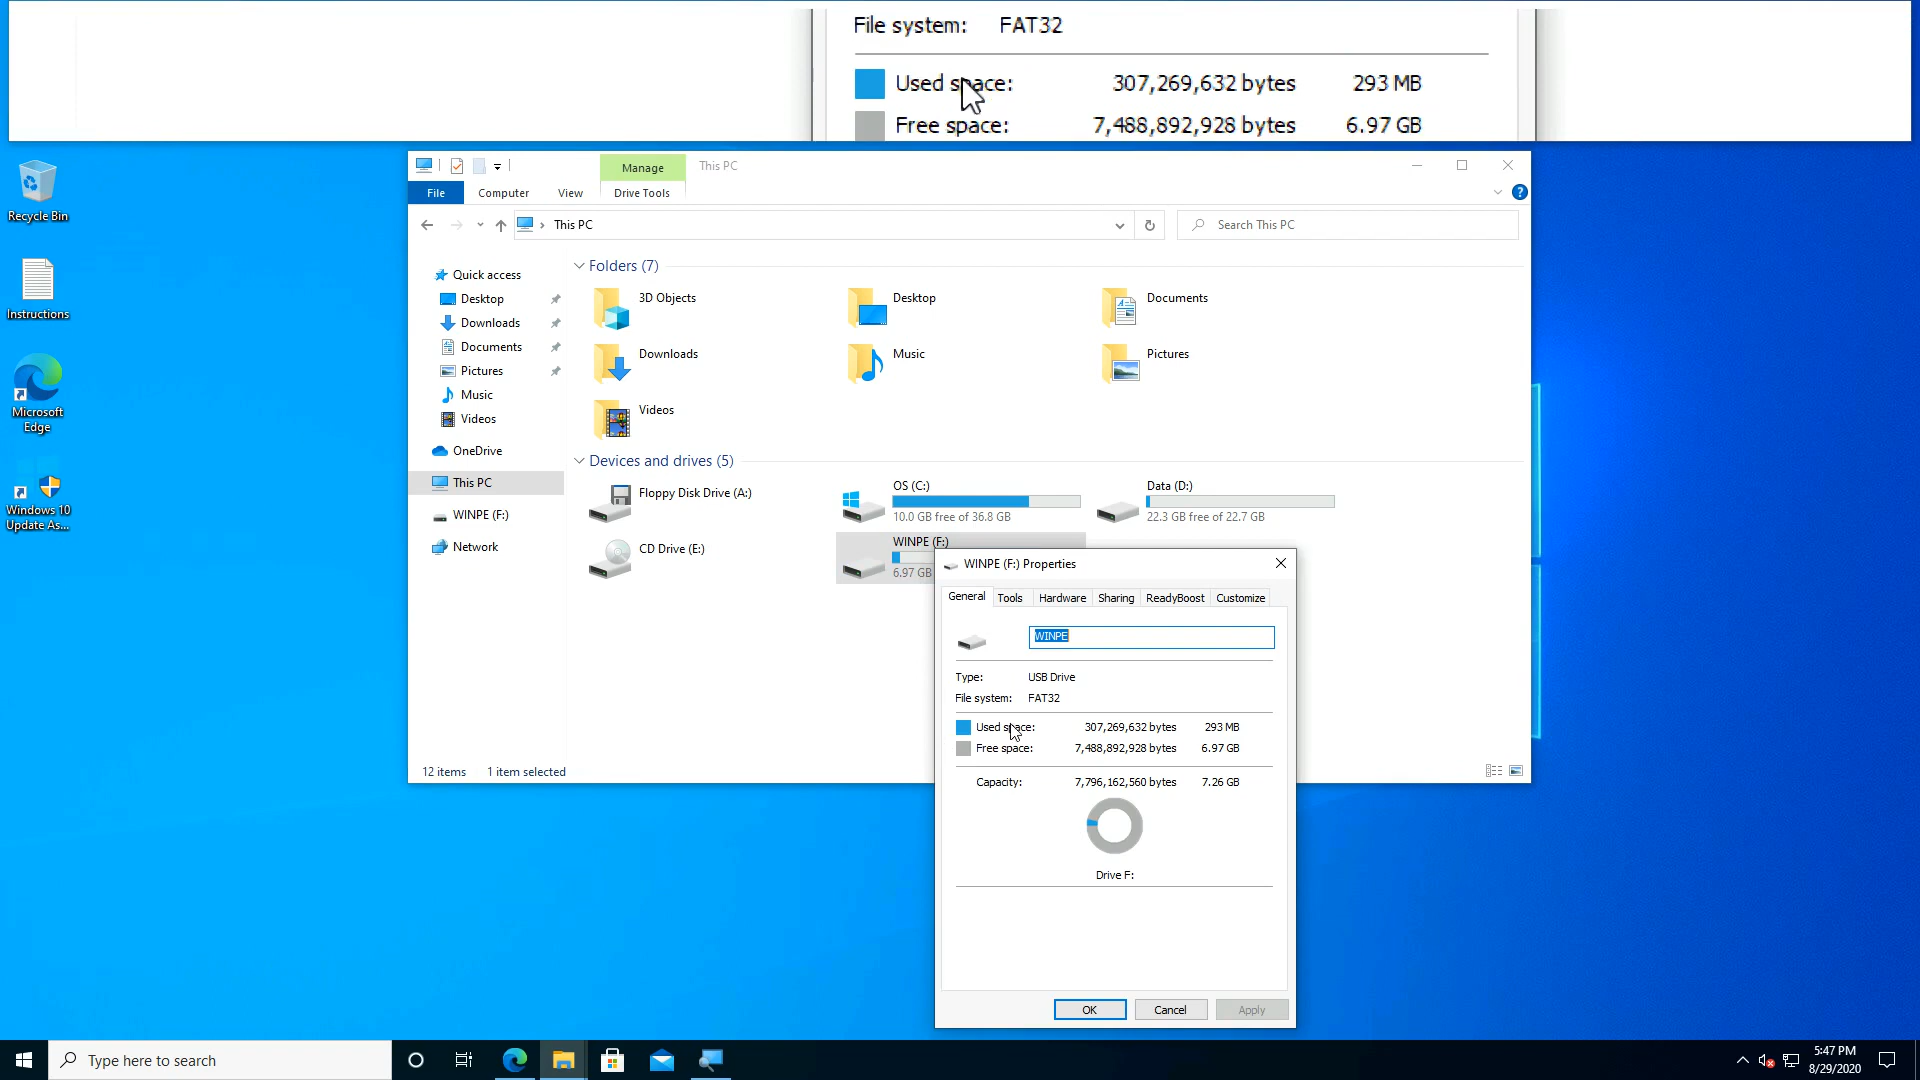 File system: FAT32
Used space: 307,269,632 bytes 293 MB
Free space: 7,488,892,928 bytes 6.97 GB
Recycle Bin
Instructions
Microsoft
Edge
Windows 10
Update As...
Manage
This PC
File
Computer
View
Drive Tools
This PC
Search This PC
Quick access
Desktop
Downloads
Documents
Pictures
Music
Videos
OneDrive
This PC
WINPE (F:)
Network
Folders (7)
3D Objects
Desktop
Documents
Downloads
Music
Pictures
Videos
Devices and drives (5)
Floppy Disk Drive (A:)
OS (C:)
10.0 GB free of 36.8 GB
Data (D:)
22.3 GB free of 22.7 GB
CD Drive (E:)
WINPE (F:)
6.97 GB
12 items 1 item selected
WINPE (F:) Properties
General Tools Hardware Sharing ReadyBoost Customize
WINPE
Type: USB Drive
File system: FAT32
Used space: 307,269,632 bytes 293 MB
Free space: 7,488,892,928 bytes 6.97 GB
Capacity: 7,796,162,560 bytes 7.26 GB
Drive F:
OK Cancel Apply
Type here to search
5:47 PM
8/29/2020